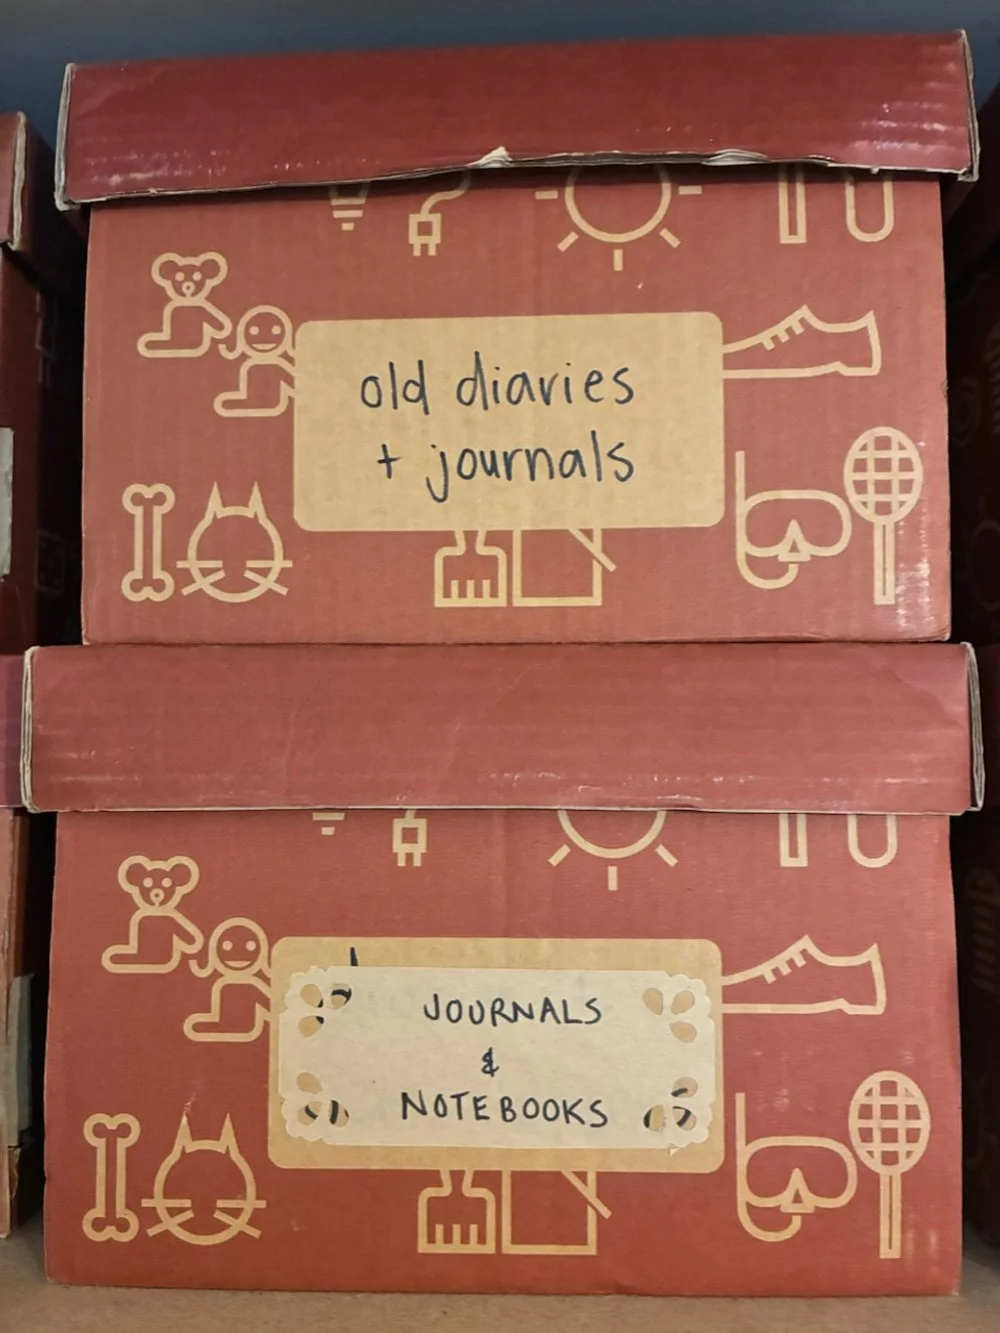 old diaries
+ journals
JOURNALS
&
NOTEBOOKS